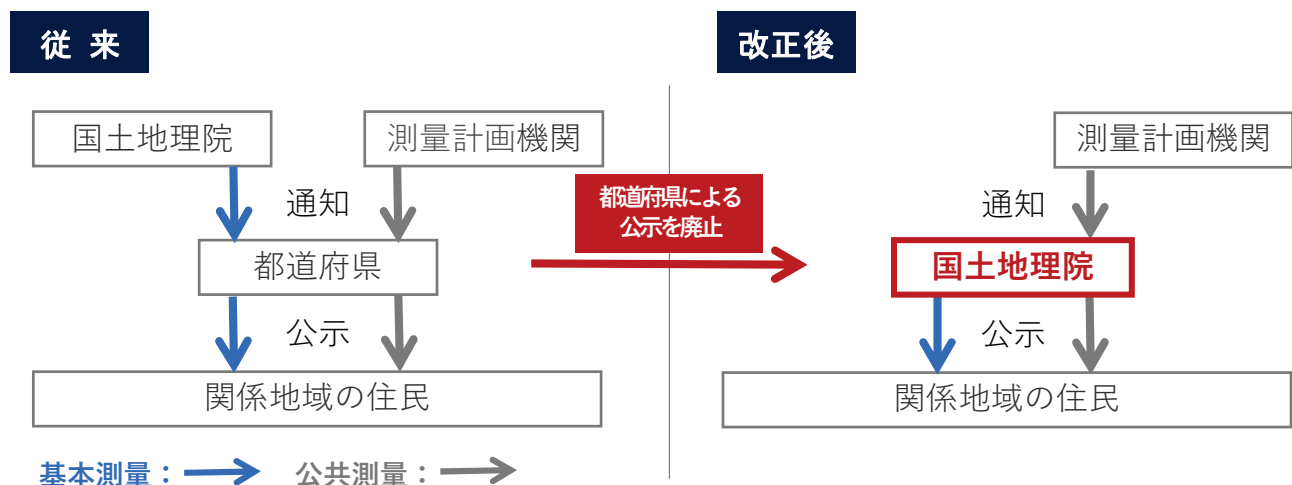 従 来
改正後
国土地理院
測量計画機関
測量計画機関
都道府県による
公示を廃止
通知
通知
都道府県
国土地理院
公示
公示
関係地域の住民
関係地域の住民
基本測量：
公共測量：